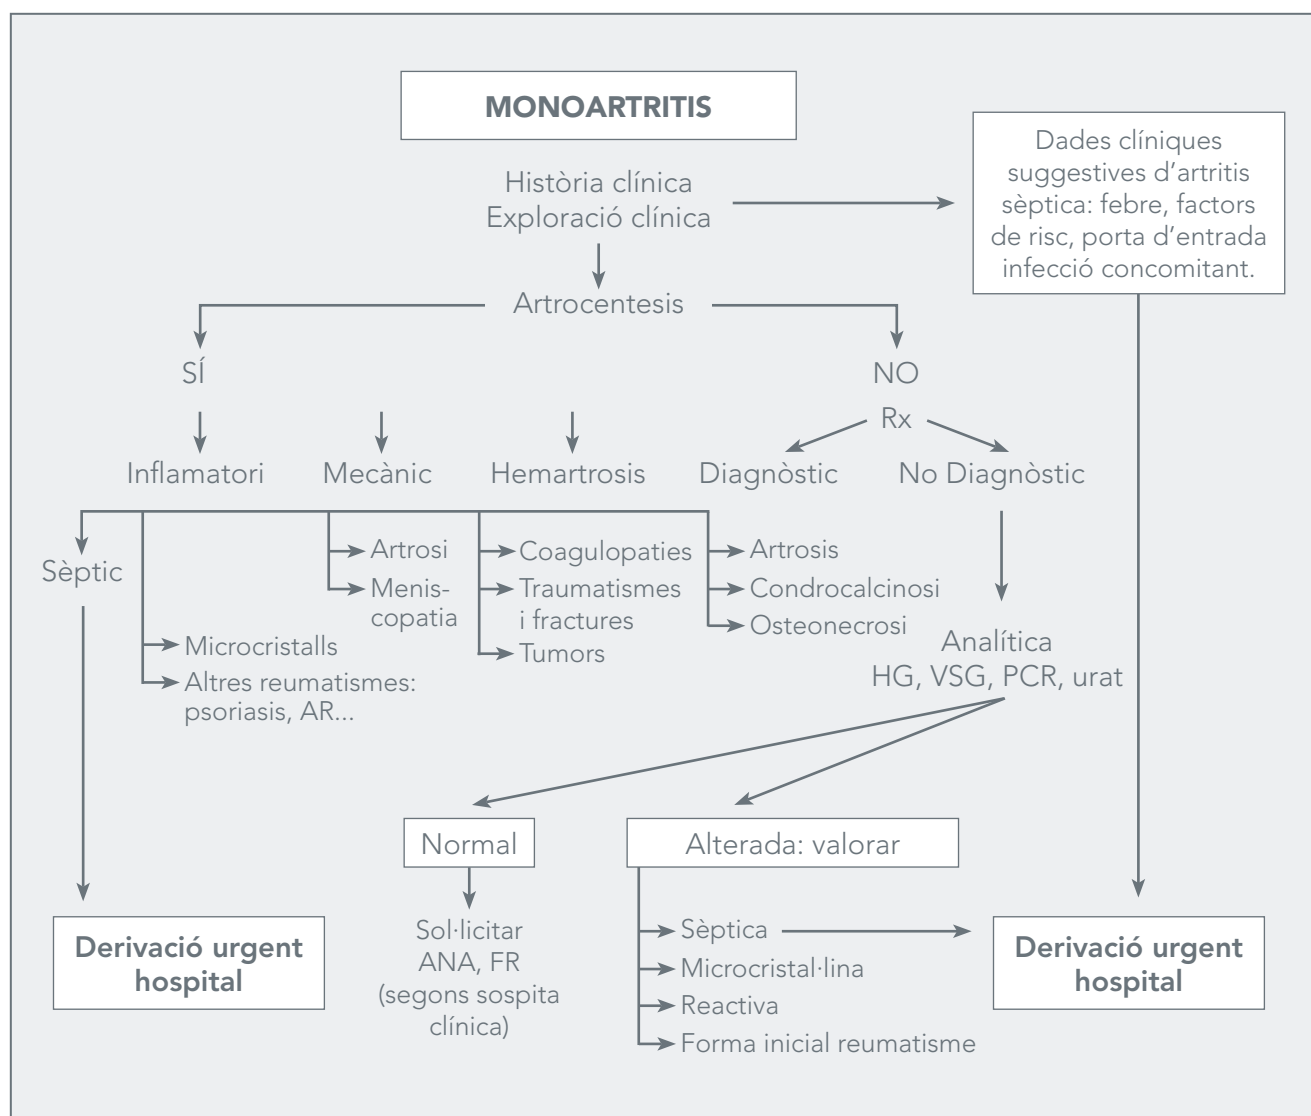 MONOARTRITIS
Història clínica
Exploració clínica
Dades clíniques
suggestives d’artritis
sèptica: febre, factors
de risc, porta d’entrada
infecció concomitant.
Artrocentesis
SÍ
NO
Rx
Inflamatori
Mecànic
Hemartrosis
Diagnòstic
No Diagnòstic
Sèptic
Microcristalls
Altres reumatismes:
psoriasis, AR...
Artrosi
Menis-
copatia
Coagulopaties
Traumatismes
i fractures
Tumors
Artrosis
Condrocalcinosi
Osteonecrosi
Analítica
HG, VSG, PCR, urat
Normal
Alterada: valorar
Derivació urgent
hospital
Sol·licitar
ANA, FR
(segons sospita
clínica)
Sèptica
Microcristal·lina
Reactiva
Forma inicial reumatisme
Derivació urgent
hospital